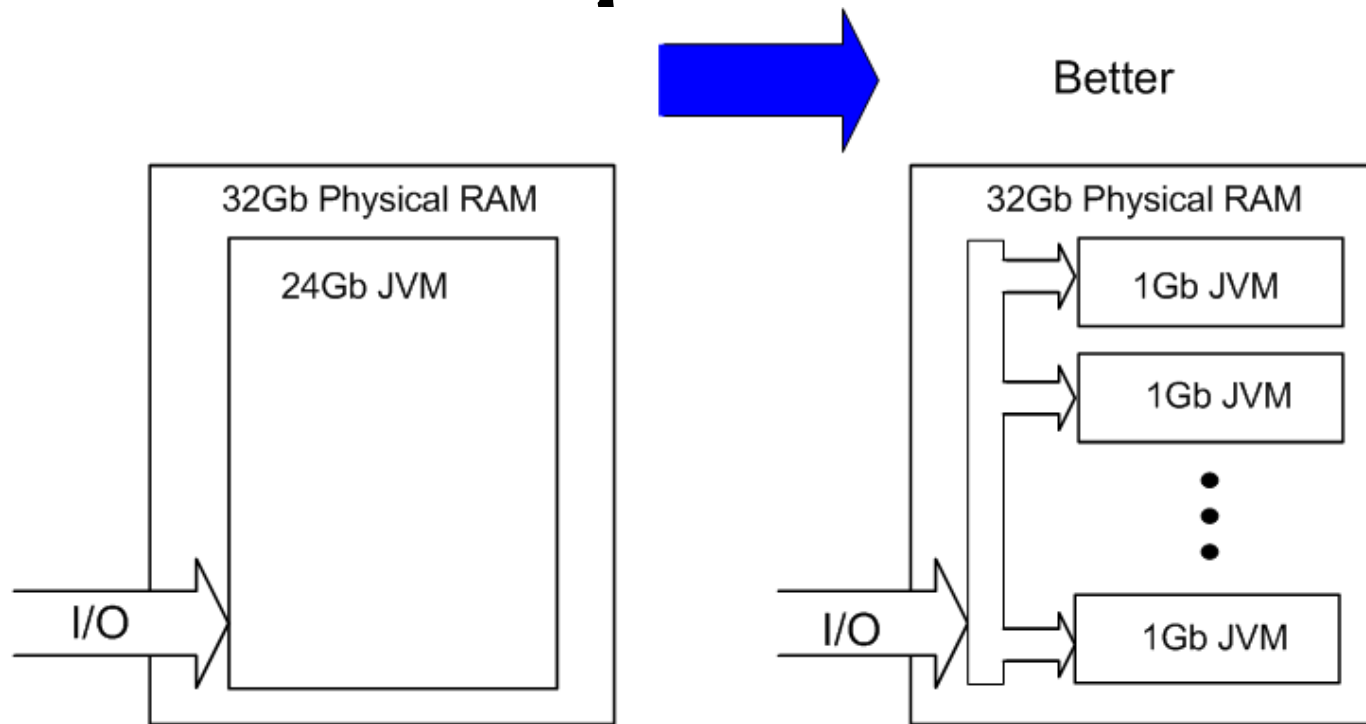 Better
32Gb Physical RAM
24Gb JVM
I/O
32Gb Physical RAM
1Gb JVM
1Gb JVM
1Gb JVM
I/O